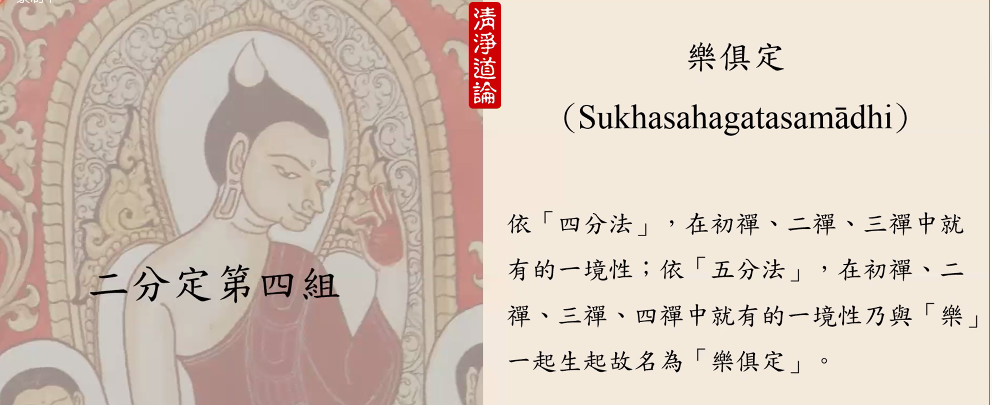 清淨道論
二分定第四組
樂俱定
（Sukhasahagatasamādhi）
依「四分法」，在初禪、二禪、三禪中就
有的一境性；依「五分法」，在初禪、二
禪、三禪、四禪中就有的一境性乃與「樂」
一起生起故名為「樂俱定」。